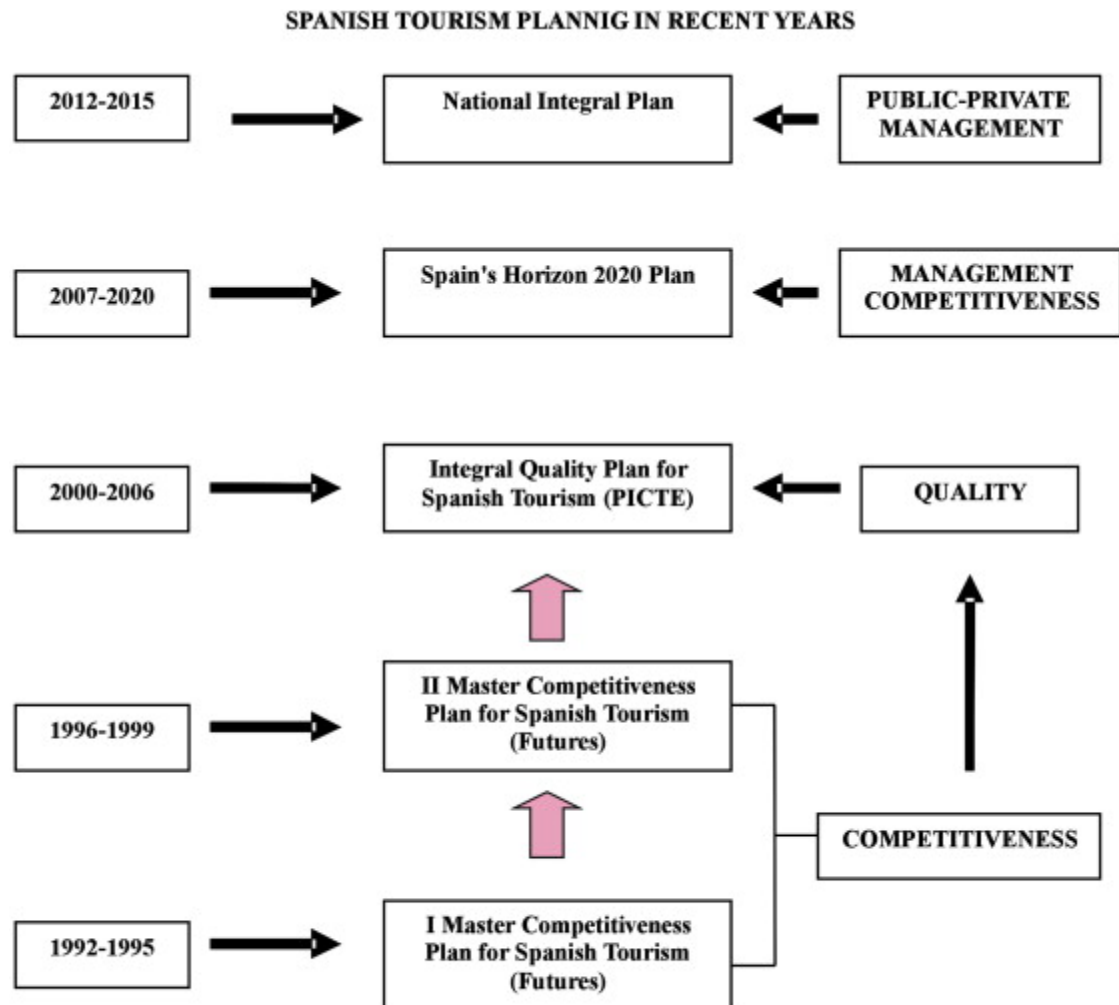 SPANISH TOURISM PLANNIG IN RECENT YEARS
2012-2015
National Integral Plan
PUBLIC-PRIVATE
MANAGEMENT
2007-2020
Spain's Horizon 2020 Plan
MANAGEMENT
COMPETITIVENESS
2000-2006
Integral Quality Plan for
Spanish Tourism (PICTE)
QUALITY
1996-1999
II Master Competitiveness
Plan for Spanish Tourism
(Futures)
COMPETITIVENESS
1992-1995
I Master Competitiveness
Plan for Spanish Tourism
(Futures)